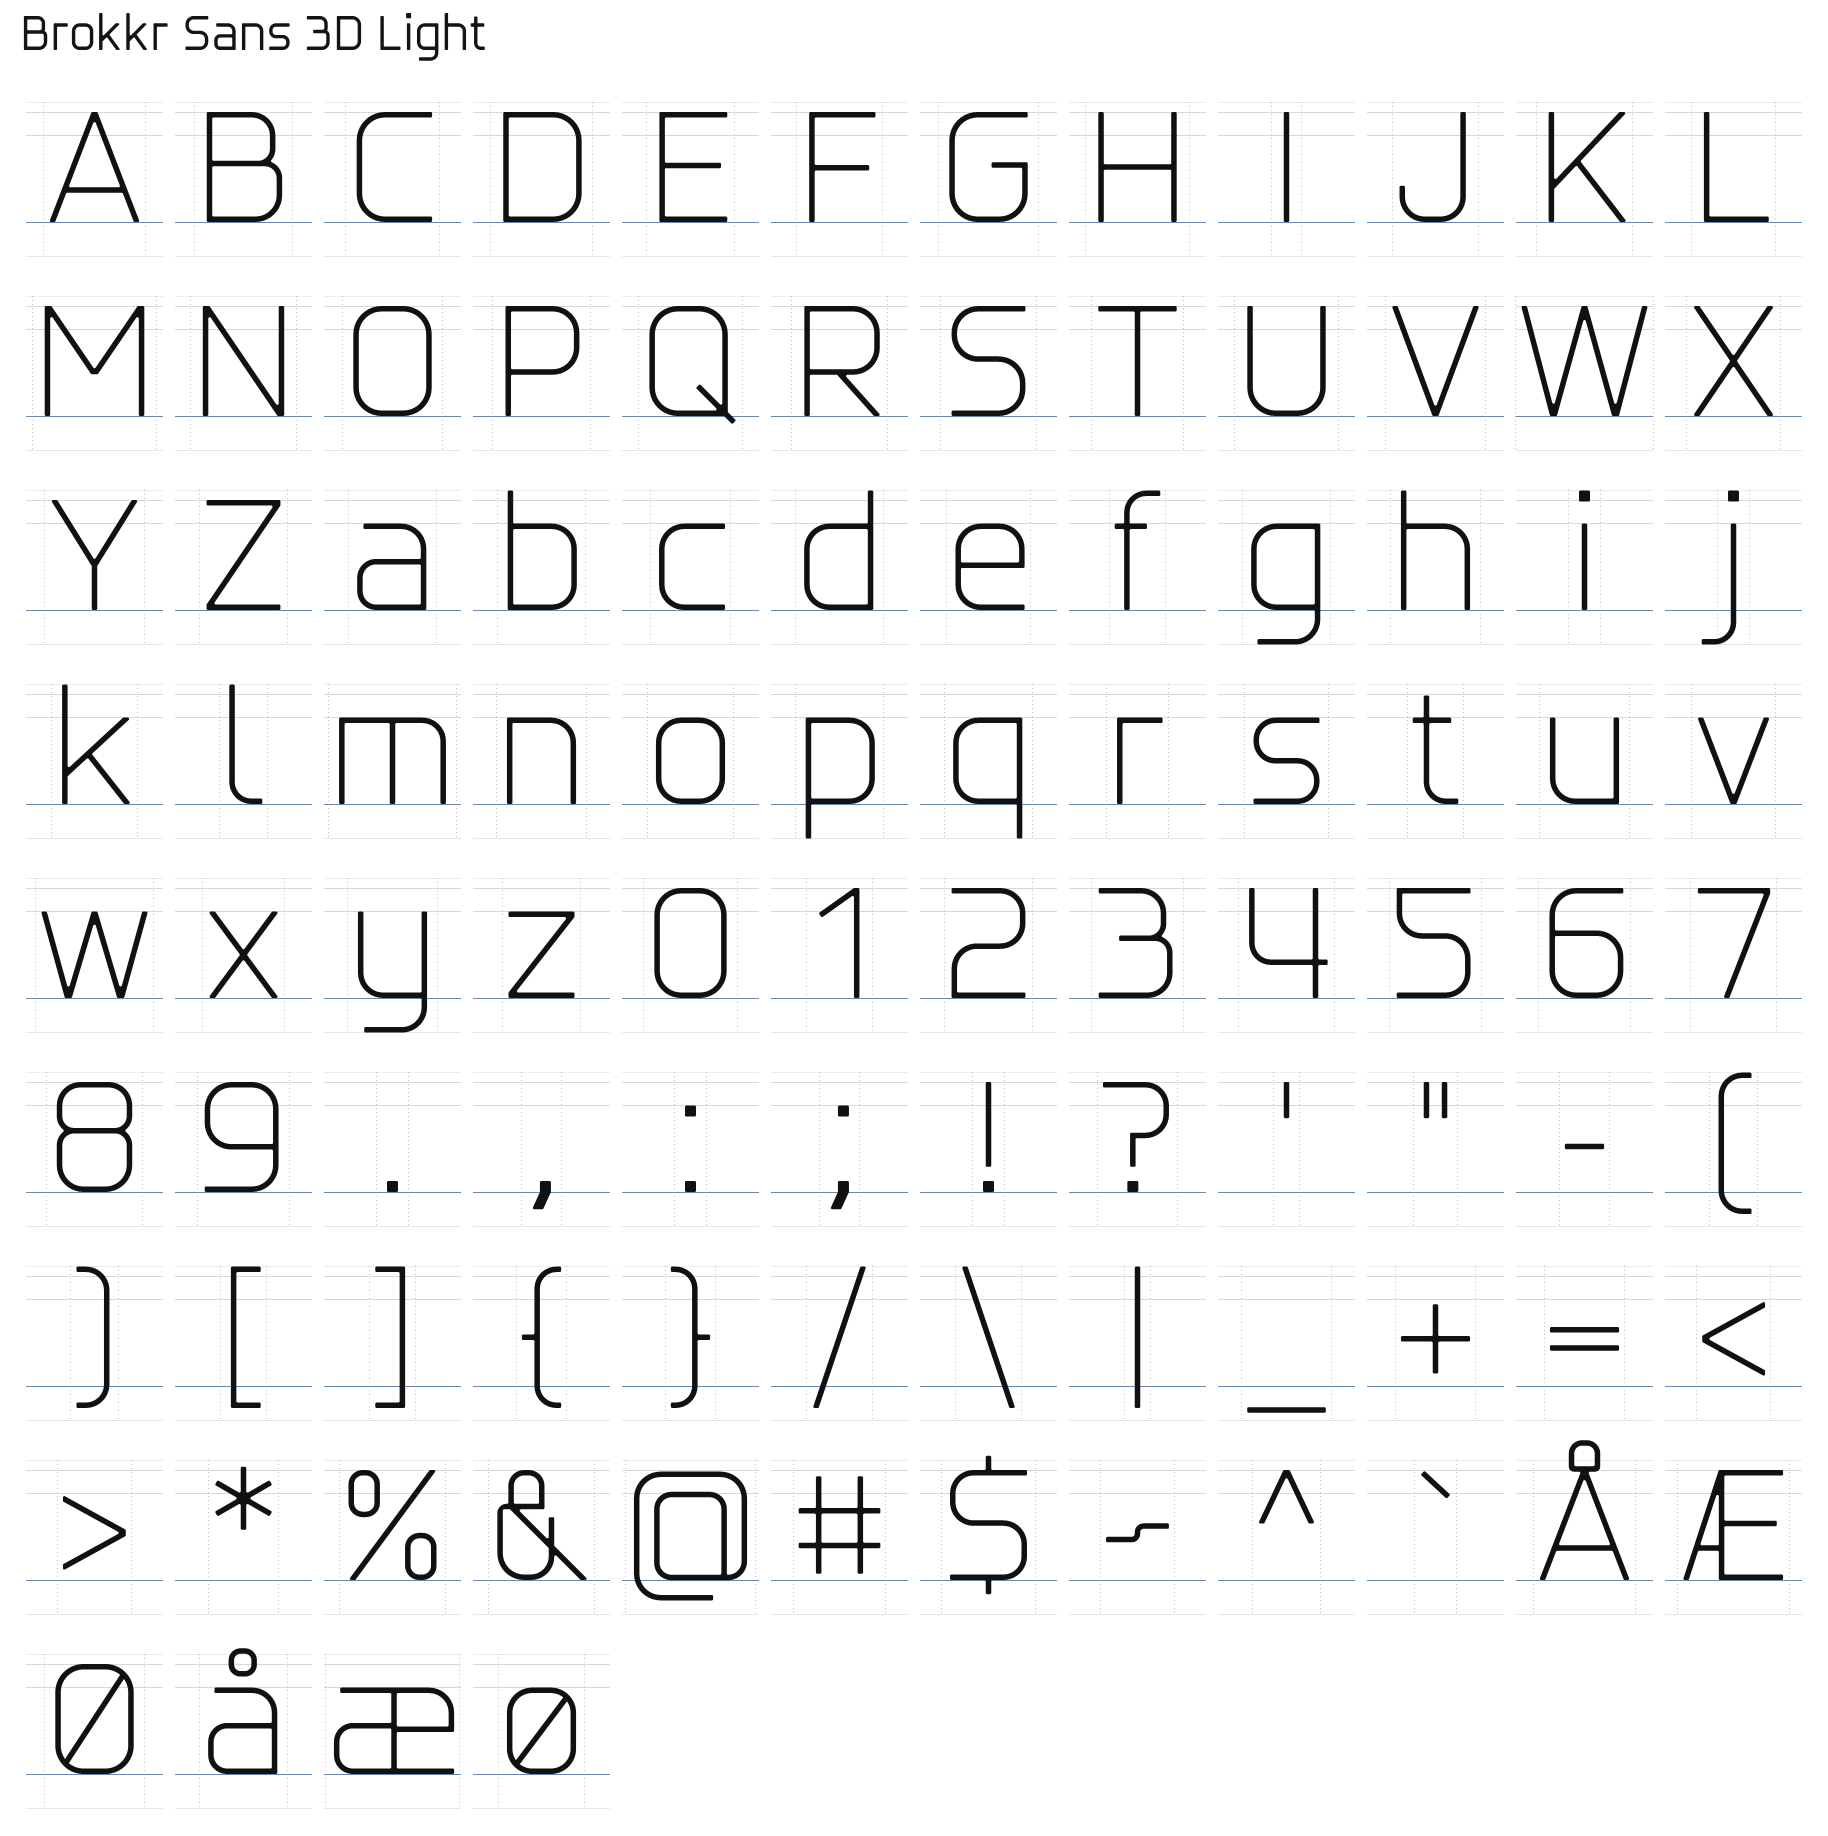 Brokkr Sans 3D Light
A B C D E F G H I J K L
M N O P Q R S T U V W X
Y Z a b c d e f g h i j
k l m n o p q r s t u v
w x y z 0 1 2 3 4 5 6 7
8 9 . , : ; ! ? ' " - (
) [ ] { } / \ | _ + = <
> * % & @ # $ ~ ^ ` Å Æ
Ø å æ ø